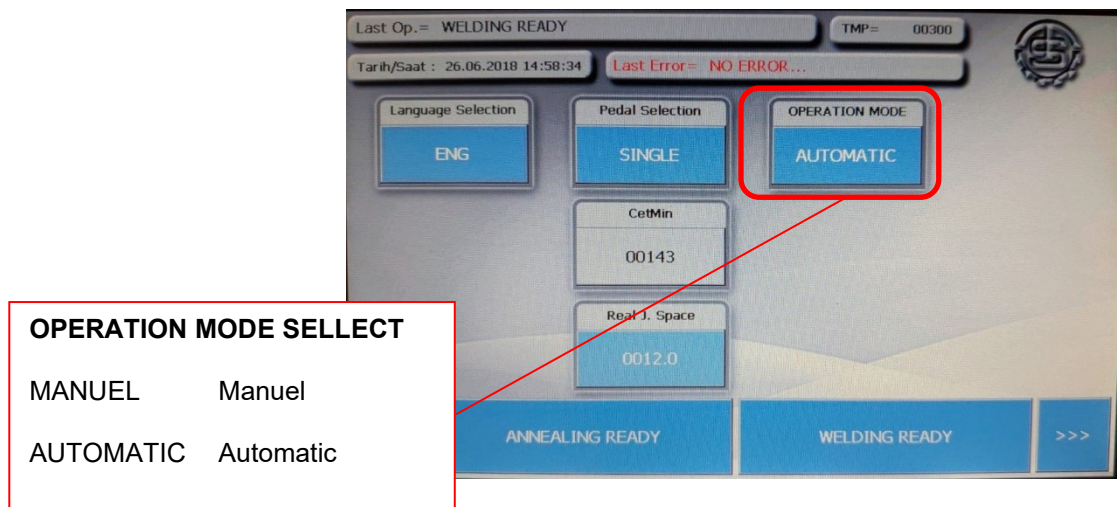 Last Op.= WELDING READY
TMP= 00300
Tarih/Saat : 26.06.2018 14:58:34
Last Error= NO ERROR...
Language Selection
ENG
Pedal Selection
SINGLE
OPERATION MODE
AUTOMATIC
CetMin
00143
Real J. Space
0012.0
OPERATION MODE SELLECT
MANUEL Manuel
AUTOMATIC Automatic
ANNEALING READY
WELDING READY
>>>